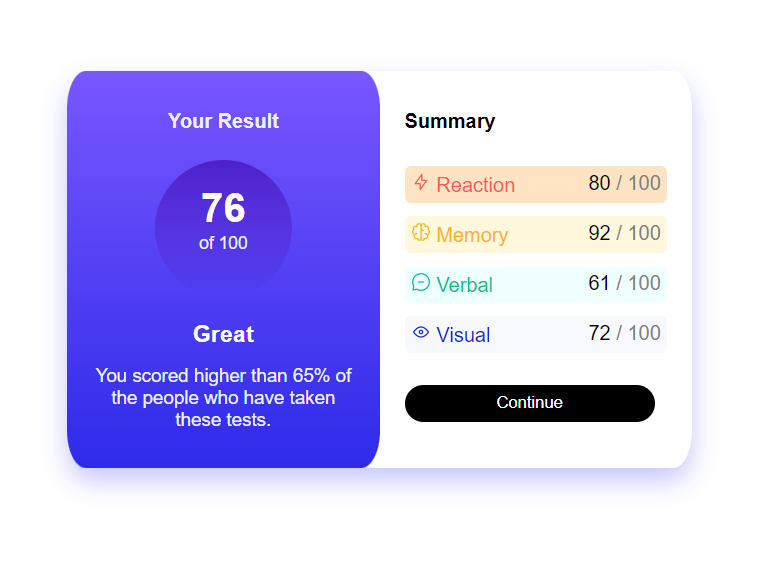 Your Result
76
of 100
Great
You scored higher than 65% of
the people who have taken
these tests.
Summary
Reaction 80 / 100
Memory 92 / 100
Verbal 61 / 100
Visual 72 / 100
Continue